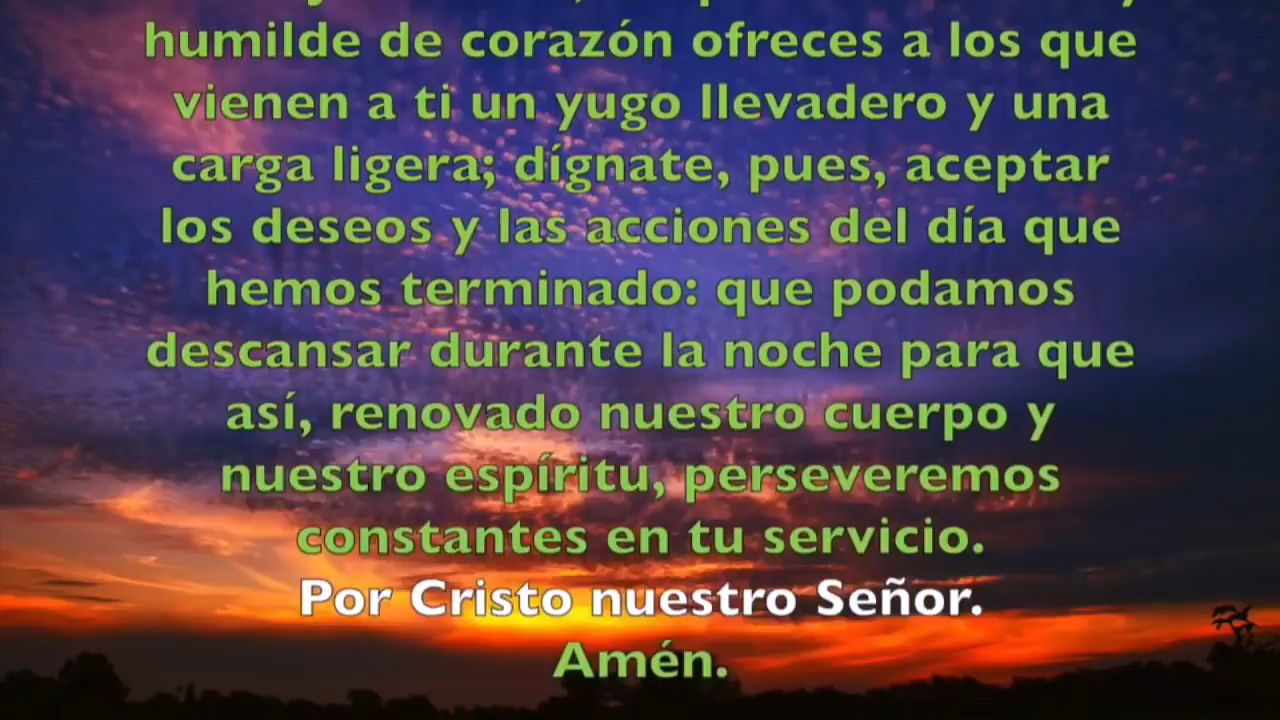 humilde de corazón ofreces a los que
vienen a ti un yugo llevadero y una
carga ligera; dígnate, pues, aceptar
los deseos y las acciones del día que
hemos terminado: que podamos
descansar durante la noche para que
así, renovado nuestro cuerpo y
nuestro espíritu, perseveremos
constantes en tu servicio.
Por Cristo nuestro Señor.
Amén.